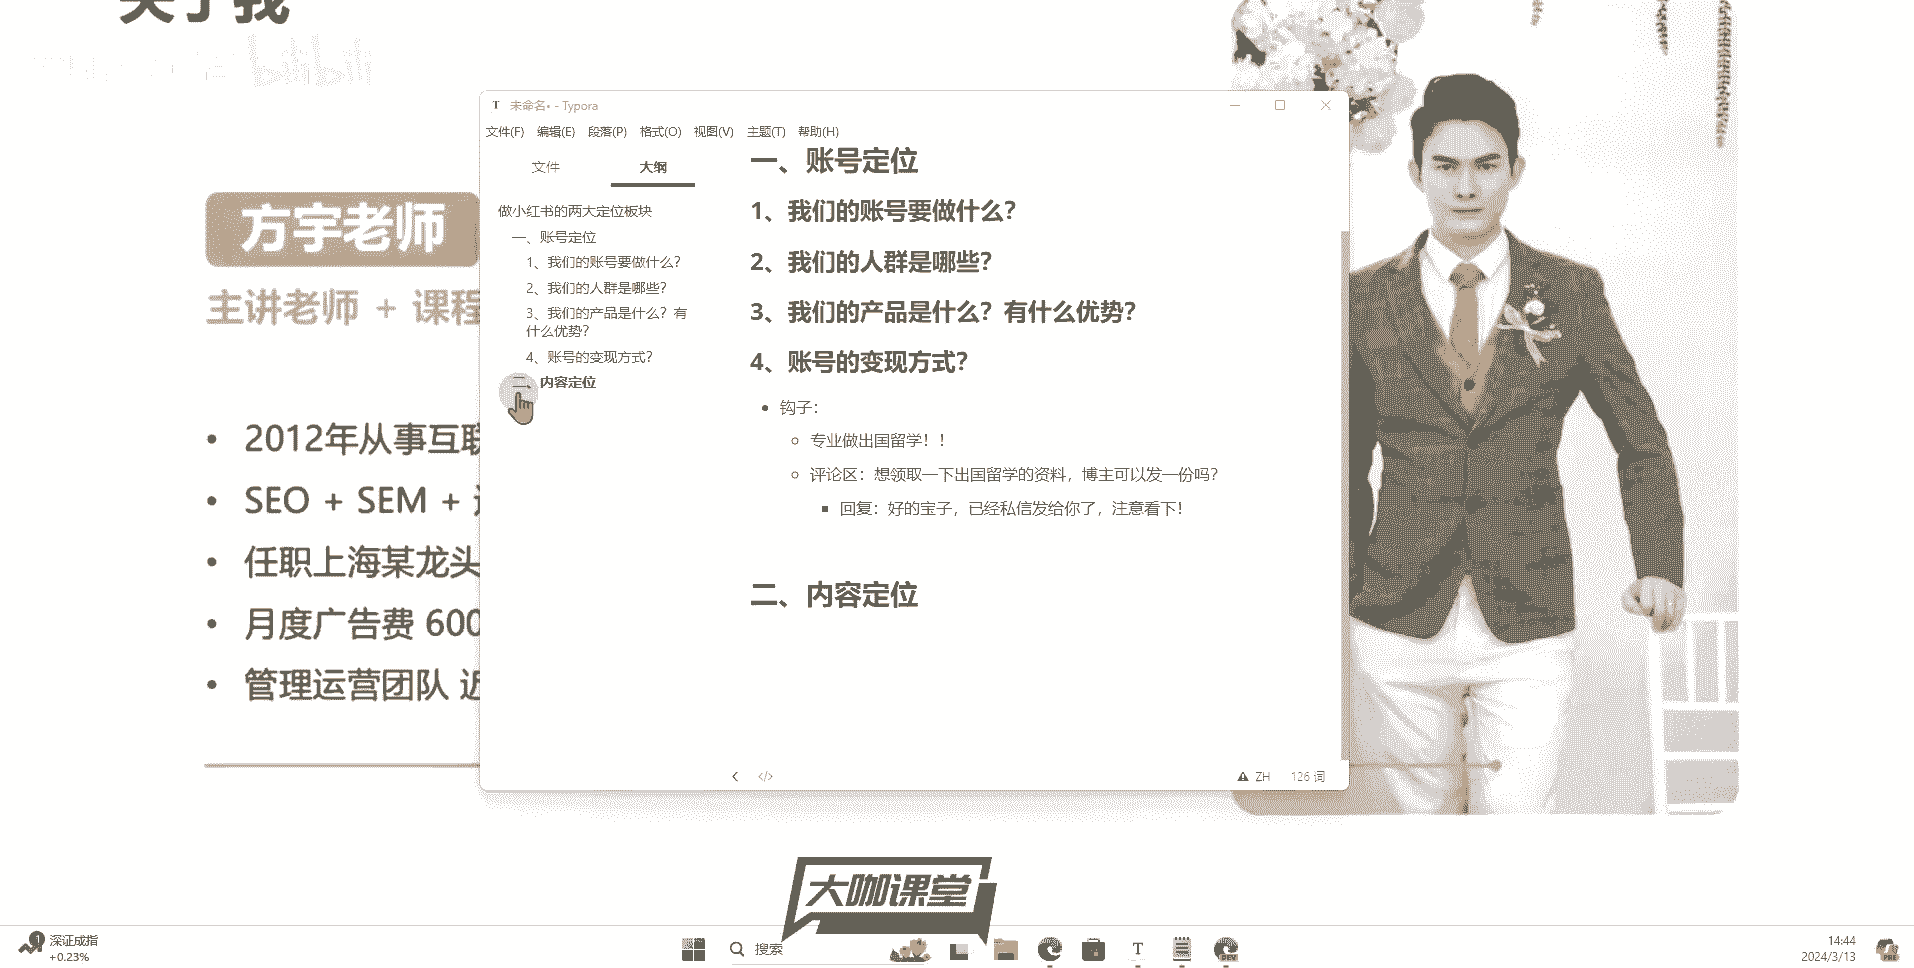 关于我
bilibili
方宇老师
主讲老师 + 课程
2012年从事互联
SEO + SEM +
任职上海某龙头
月度广告费 600
管理运营团队 近
未命名• - Typora
文件(F) 编辑(E) 段落(P) 格式(O) 视图(V) 主题(T) 帮助(H)
文件 大纲
做小红书的两大定位板块
一、账号定位
1、我们的账号要做什么？
2、我们的人群是哪些？
3、我们的产品是什么？有
什么优势？
4、账号的变现方式？
二、内容定位
一、账号定位
1、我们的账号要做什么？
2、我们的人群是哪些？
3、我们的产品是什么？有什么优势？
4、账号的变现方式？
钩子：
专业做出国留学！！
评论区：想领取一下出国留学的资料，博主可以发一份吗？
回复：好的宝子，已经私信发给你了，注意看下！
二、内容定位
ZH 126 词
大咖课堂
1
深证成指
+0.23%
搜索
T
DEV
14:44
2024/3/13
PRE